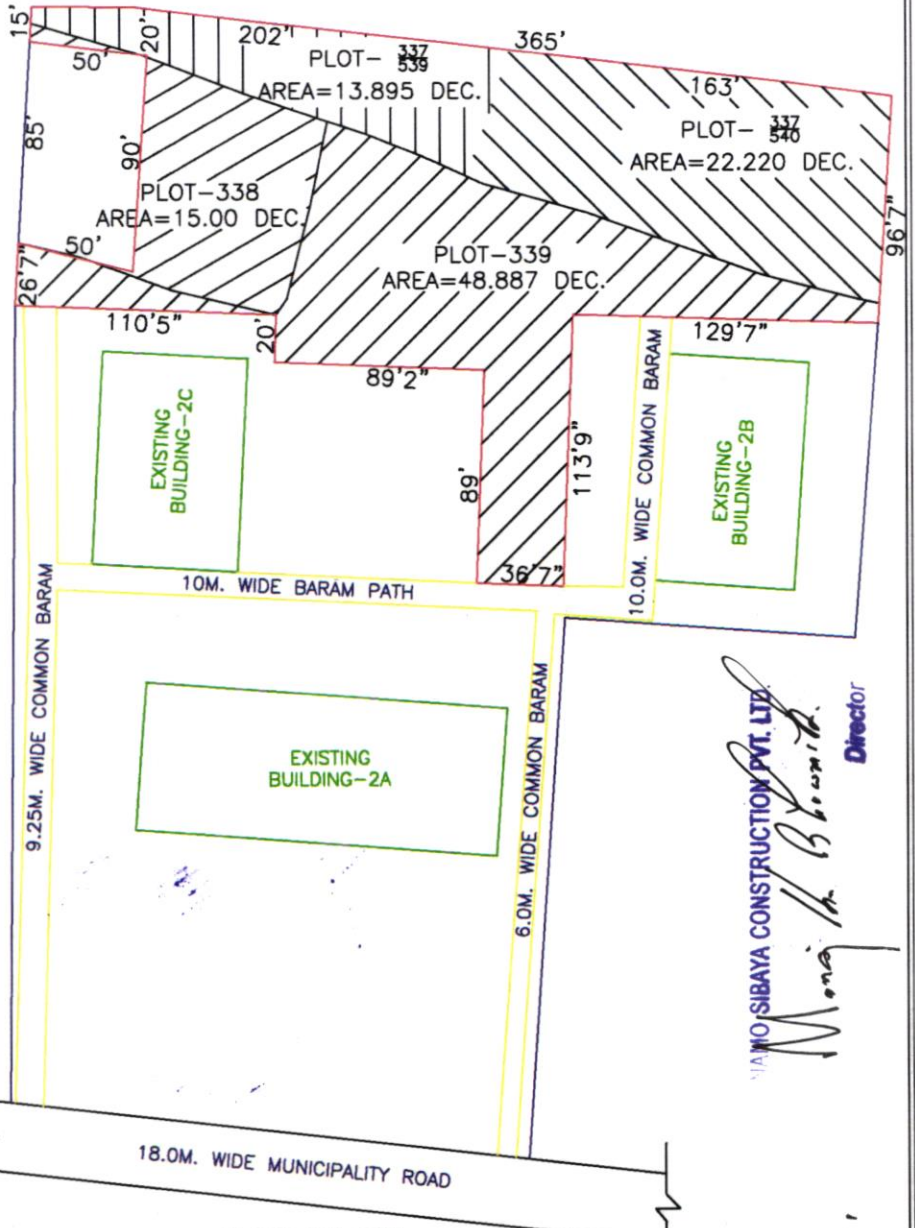 15'
20'
202'
365'
50'
PLOT- 337/539
AREA=13.895 DEC.
163'
PLOT- 337/540
AREA=22.220 DEC.
85'
90'
PLOT-338
AREA=15.00 DEC.
96'7"
50'
PLOT-339
AREA=48.887 DEC.
26'7"
110'5"
20'
129'7"
89'2"
EXISTING
BUILDING-2C
89'
113'9"
10.0M. WIDE COMMON BARAM
EXISTING
BUILDING-2B
36'7"
10M. WIDE BARAM PATH
9.25M. WIDE COMMON BARAM
EXISTING
BUILDING-2A
6.0M. WIDE COMMON BARAM
NAMO SIBAYA CONSTRUCTION PVT. LTD.
Director
18.0M. WIDE MUNICIPALITY ROAD